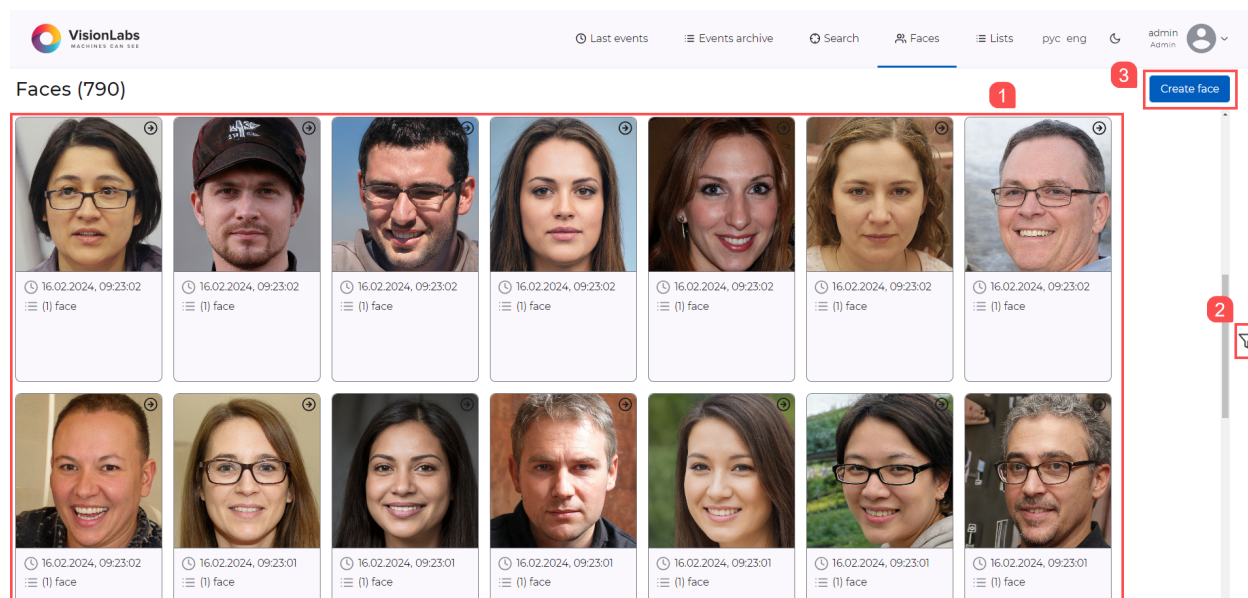 VisionLabs
MACHINES CAN SEE
Last events
Events archive
Search
Faces
Lists
рус eng
admin
Admin
Faces (790)
1
3
Create face
16.02.2024, 09:23:02 16.02.2024, 09:23:02 16.02.2024, 09:23:02 16.02.2024, 09:23:02 16.02.2024, 09:23:02 16.02.2024, 09:23:02 16.02.2024, 09:23:02
(1) face (1) face (1) face (1) face (1) face (1) face (1) face
2
16.02.2024, 09:23:02 16.02.2024, 09:23:01 16.02.2024, 09:23:01 16.02.2024, 09:23:01 16.02.2024, 09:23:01 16.02.2024, 09:23:01 16.02.2024, 09:23:01
(1) face (1) face (1) face (1) face (1) face (1) face (1) face